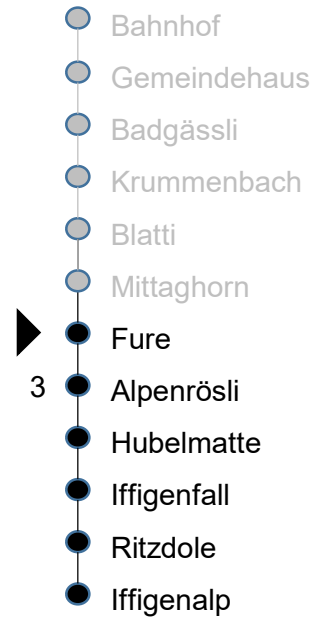 Bahnhof
Gemeindehaus
Badgässli
Krummenbach
Blatti
Mittaghorn
Fure
3 Alpenrösli
Hubelmatte
Iffigenfall
Ritzdole
Iffigenalp